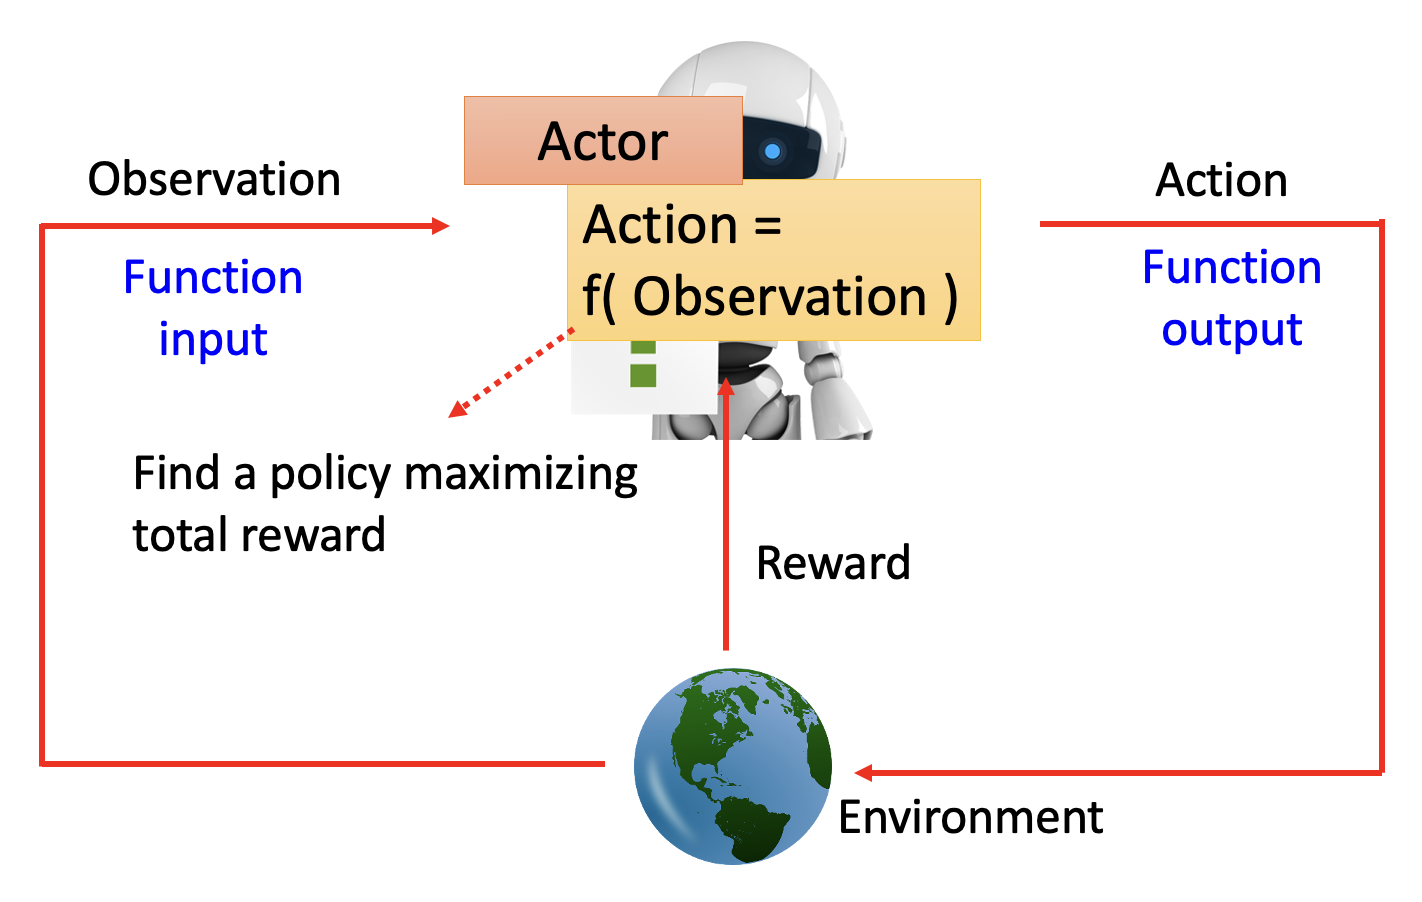 Actor
Observation
Action
Action =
f( Observation )
Function
input
Function
output
Find a policy maximizing
total reward
Reward
Environment